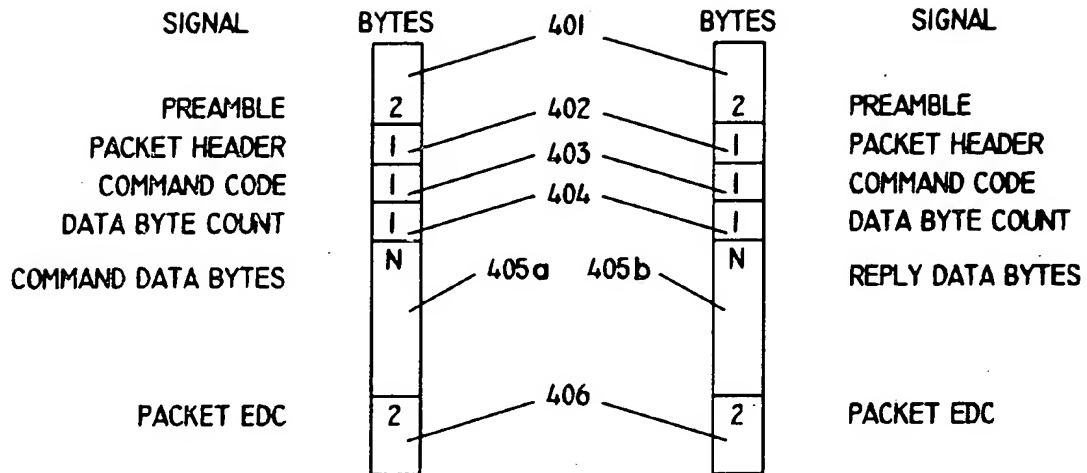 SIGNAL BYTES 401 BYTES SIGNAL
PREAMBLE 2 2 PREAMBLE
PACKET HEADER 1 402 1 PACKET HEADER
COMMAND CODE 1 403 1 COMMAND CODE
DATA BYTE COUNT 1 404 1 DATA BYTE COUNT
COMMAND DATA BYTES N 405a 405b N REPLY DATA BYTES
PACKET EDC 2 406 2 PACKET EDC